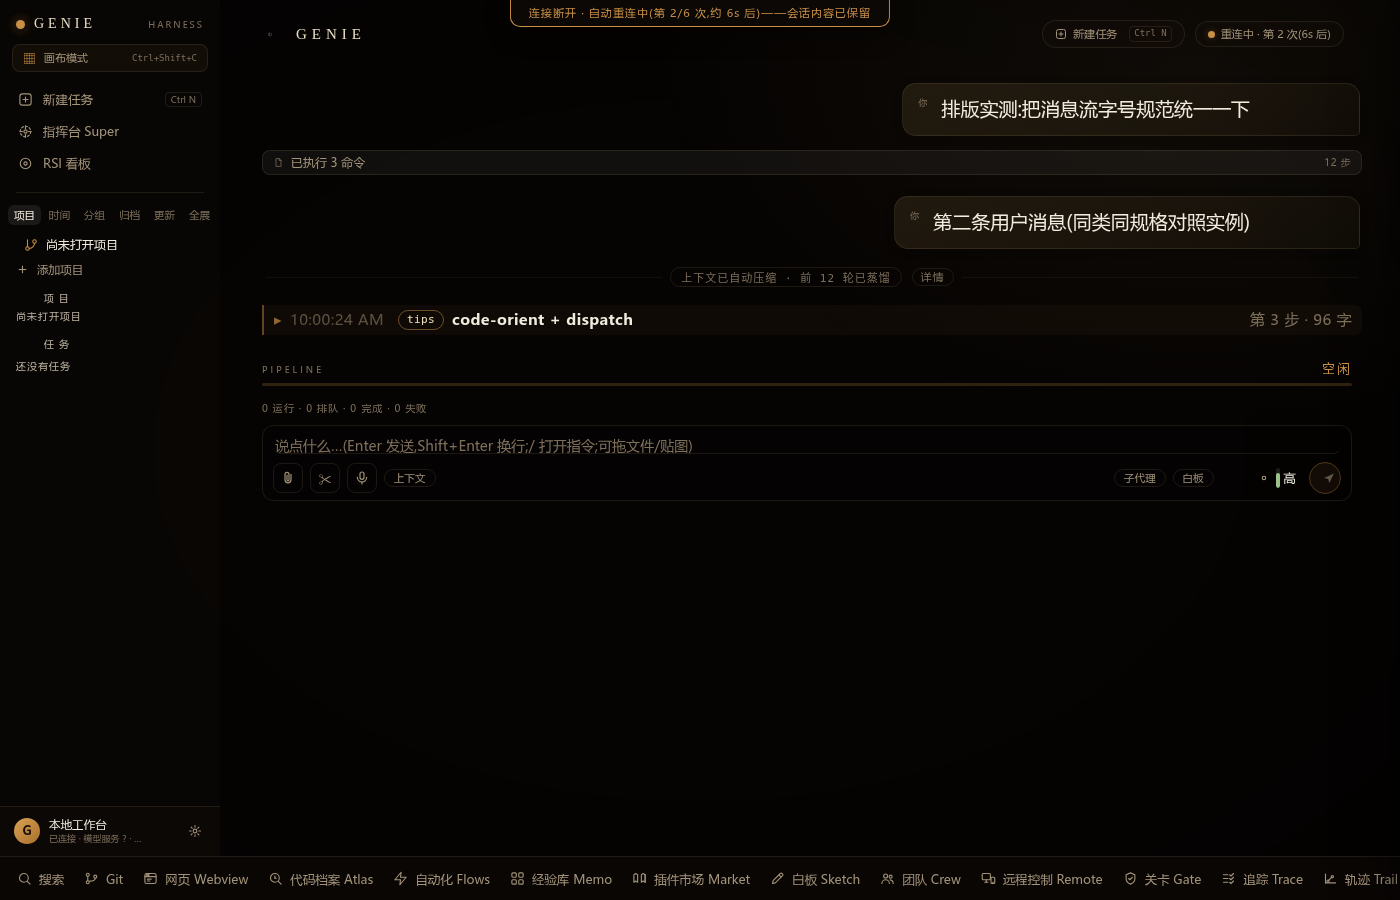 连接断开 · 自动重连中(第 2/6 次,约 6s 后)——会话内容已保留
GENIE HARNESS
画布模式 Ctrl+Shift+C
新建任务 Ctrl N
指挥台 Super
RSI 看板
项目 时间 分组 归档 更新 全展
尚未打开项目
+ 添加项目
项 目
尚未打开项目
任 务
还没有任务
G 本地工作台
已连接 · 模型服务 ? · ...
GENIE
新建任务 Ctrl N
重连中 · 第 2 次(6s 后)
你 排版实测:把消息流字号规范统一一下
已执行 3 命令 12 步
你 第二条用户消息(同类同规格对照实例)
上下文已自动压缩 · 前 12 轮已蒸馏 详情
▸ 10:00:24 AM tips code-orient + dispatch 第 3 步 · 96 字
PIPELINE 空闲
0 运行 · 0 排队 · 0 完成 · 0 失败
说点什么...(Enter 发送,Shift+Enter 换行;/ 打开指令;可拖文件/贴图)
上下文 子代理 白板 高
搜索 Git 网页 Webview 代码档案 Atlas 自动化 Flows 经验库 Memo 插件市场 Market 白板 Sketch 团队 Crew 远程控制 Remote 关卡 Gate 追踪 Trace 轨迹 Trail